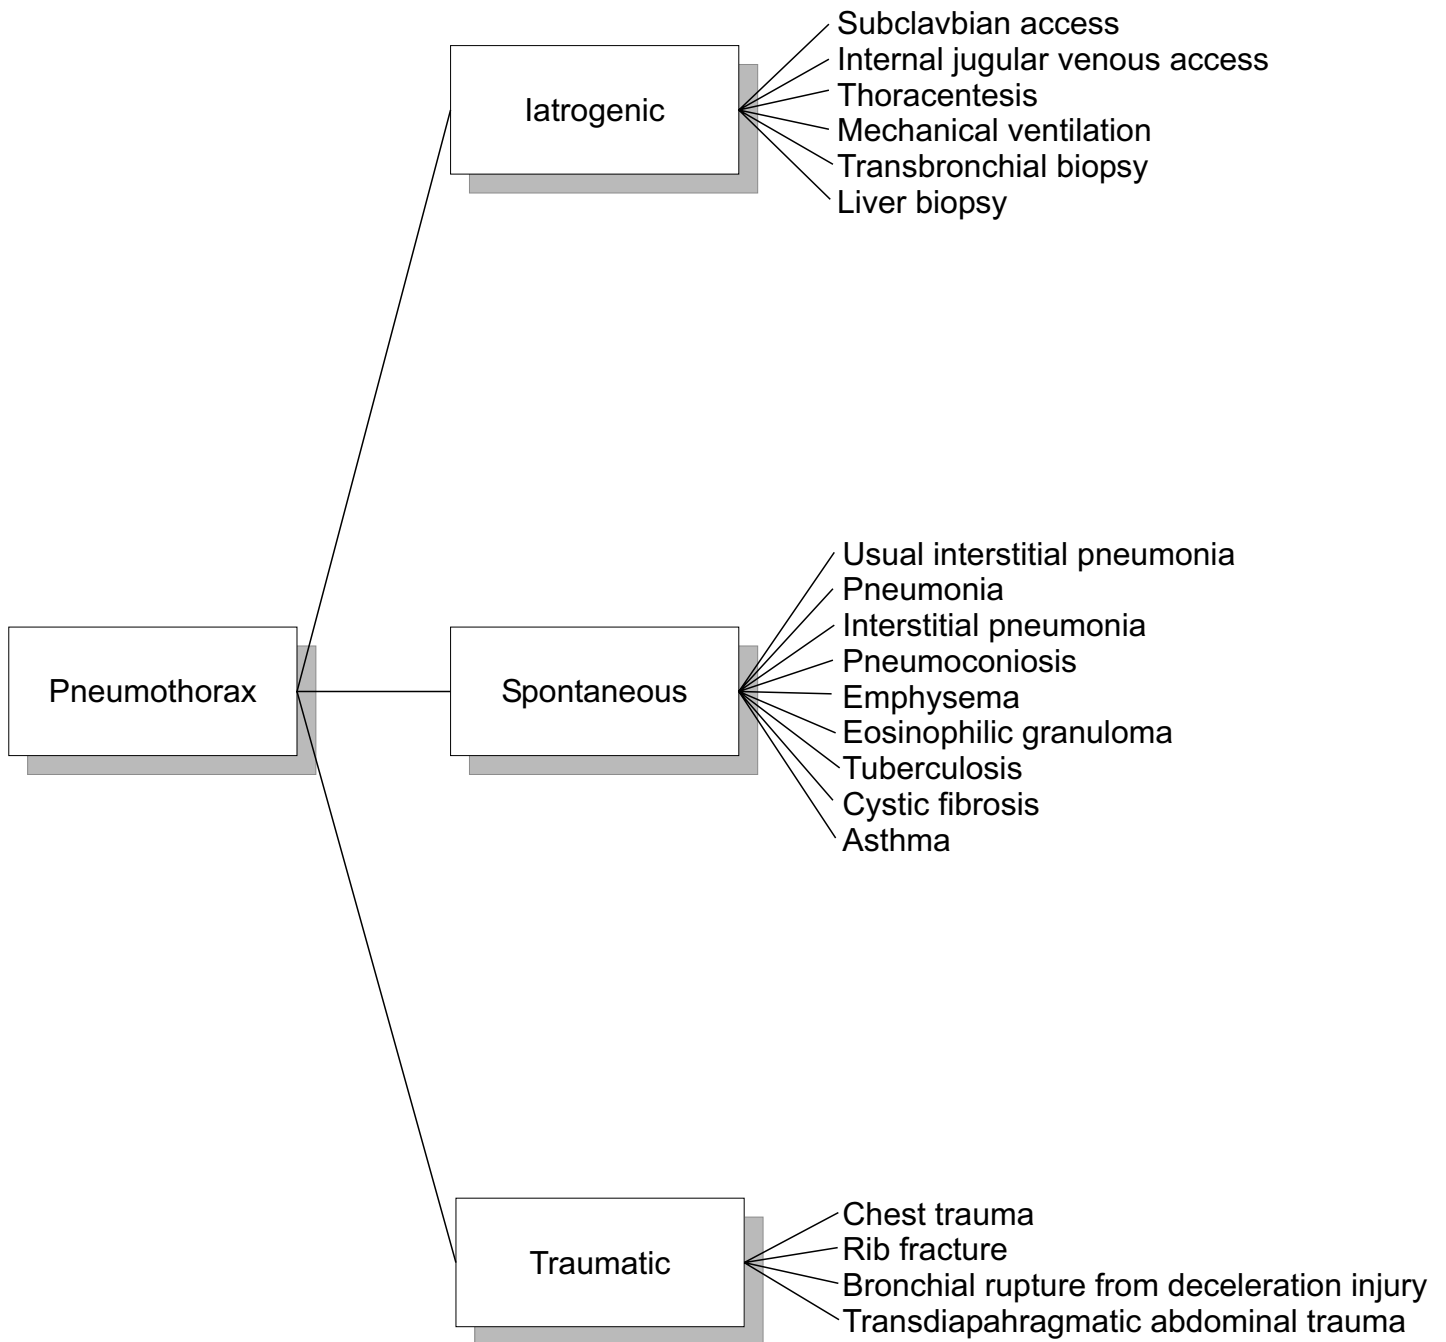 Subclavbian access
Internal jugular venous access
Thoracentesis
Mechanical ventilation
Transbronchial biopsy
Liver biopsy
Iatrogenic
Usual interstitial pneumonia
Pneumonia
Interstitial pneumonia
Pneumoconiosis
Emphysema
Eosinophilic granuloma
Tuberculosis
Cystic fibrosis
Asthma
Pneumothorax
Spontaneous
Chest trauma
Rib fracture
Bronchial rupture from deceleration injury
Transdiapahragmatic abdominal trauma
Traumatic